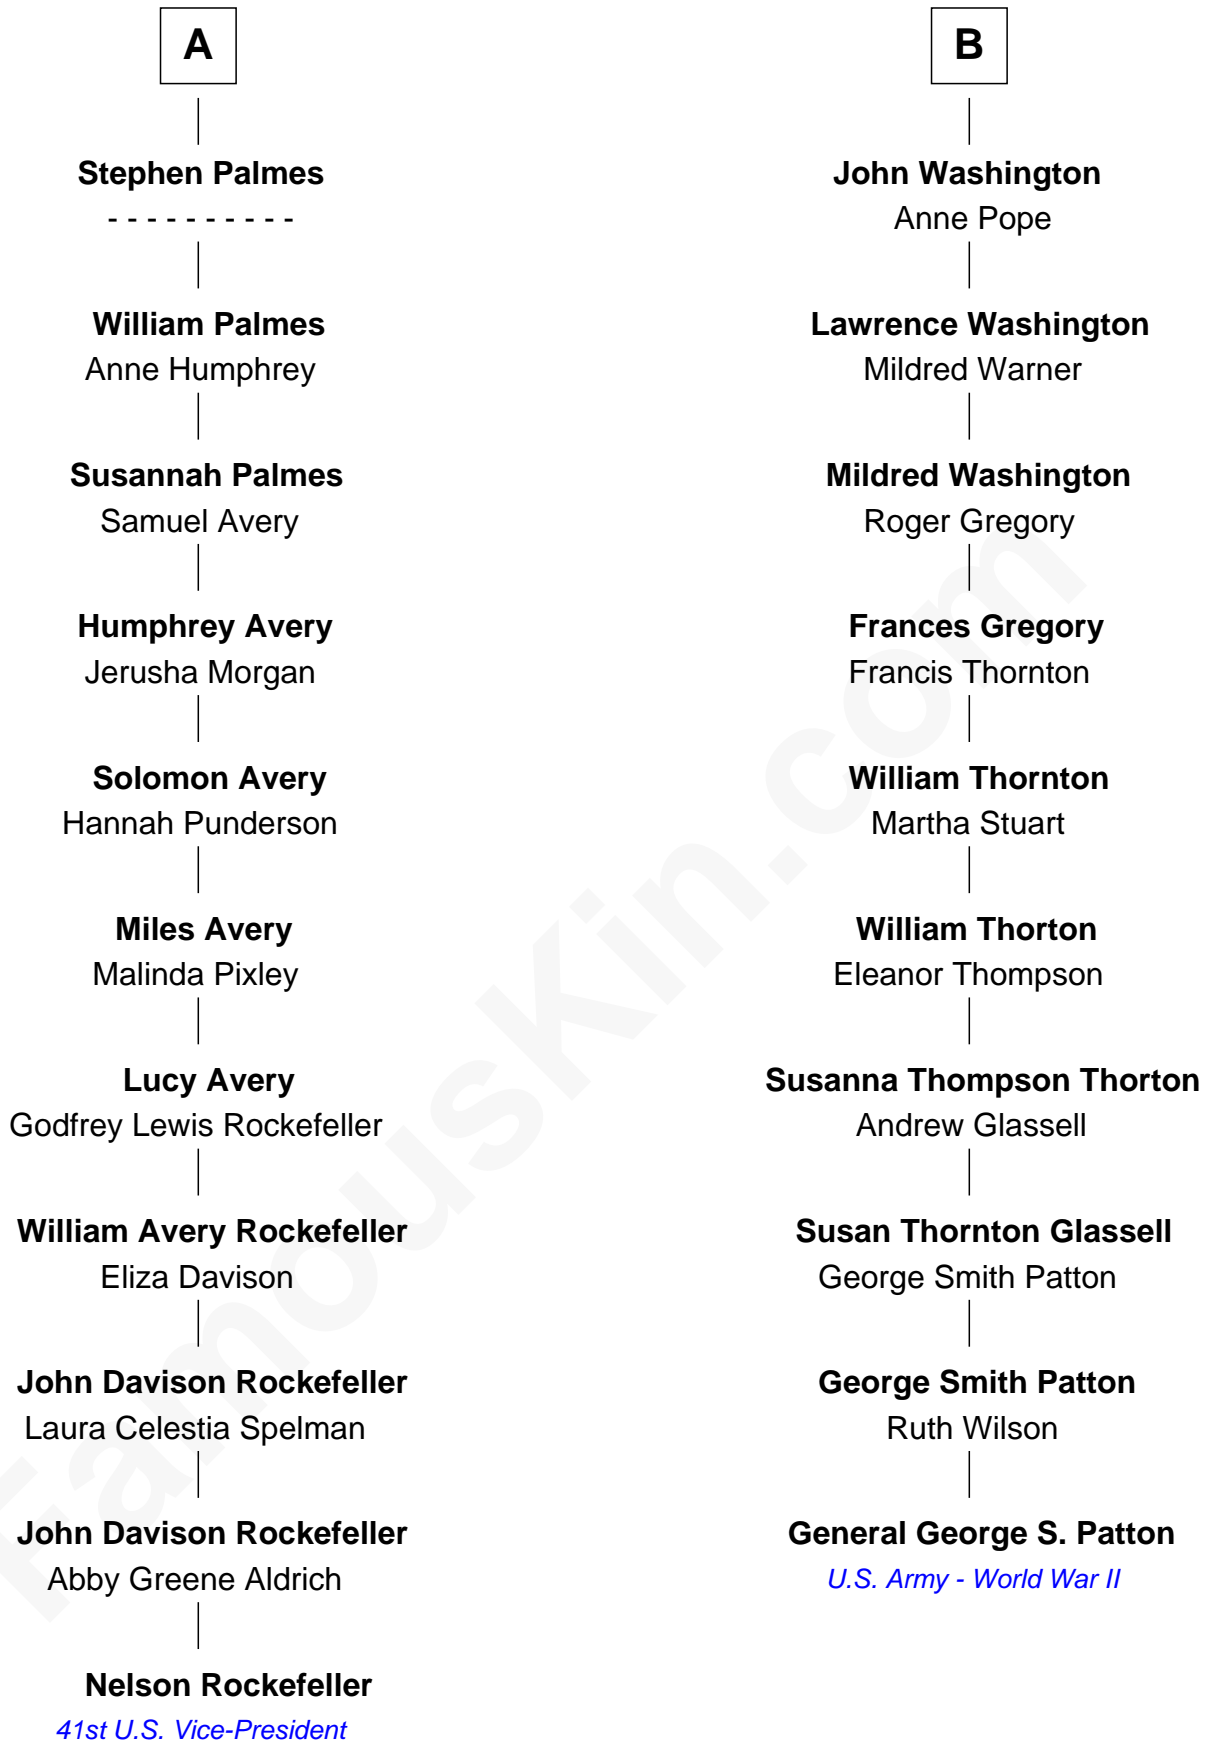 A
Stephen Palmes
- - - - - - - - - -
William Palmes
Anne Humphrey
Susannah Palmes
Samuel Avery
Humphrey Avery
Jerusha Morgan
Solomon Avery
Hannah Punderson
Miles Avery
Malinda Pixley
Lucy Avery
Godfrey Lewis Rockefeller
William Avery Rockefeller
Eliza Davison
John Davison Rockefeller
Laura Celestia Spelman
John Davison Rockefeller
Abby Greene Aldrich
Nelson Rockefeller
41st U.S. Vice-President
B
John Washington
Anne Pope
Lawrence Washington
Mildred Warner
Mildred Washington
Roger Gregory
Frances Gregory
Francis Thornton
William Thornton
Martha Stuart
William Thorton
Eleanor Thompson
Susanna Thompson Thorton
Andrew Glassell
Susan Thornton Glassell
George Smith Patton
George Smith Patton
Ruth Wilson
General George S. Patton
U.S. Army - World War II
FamousKin.com